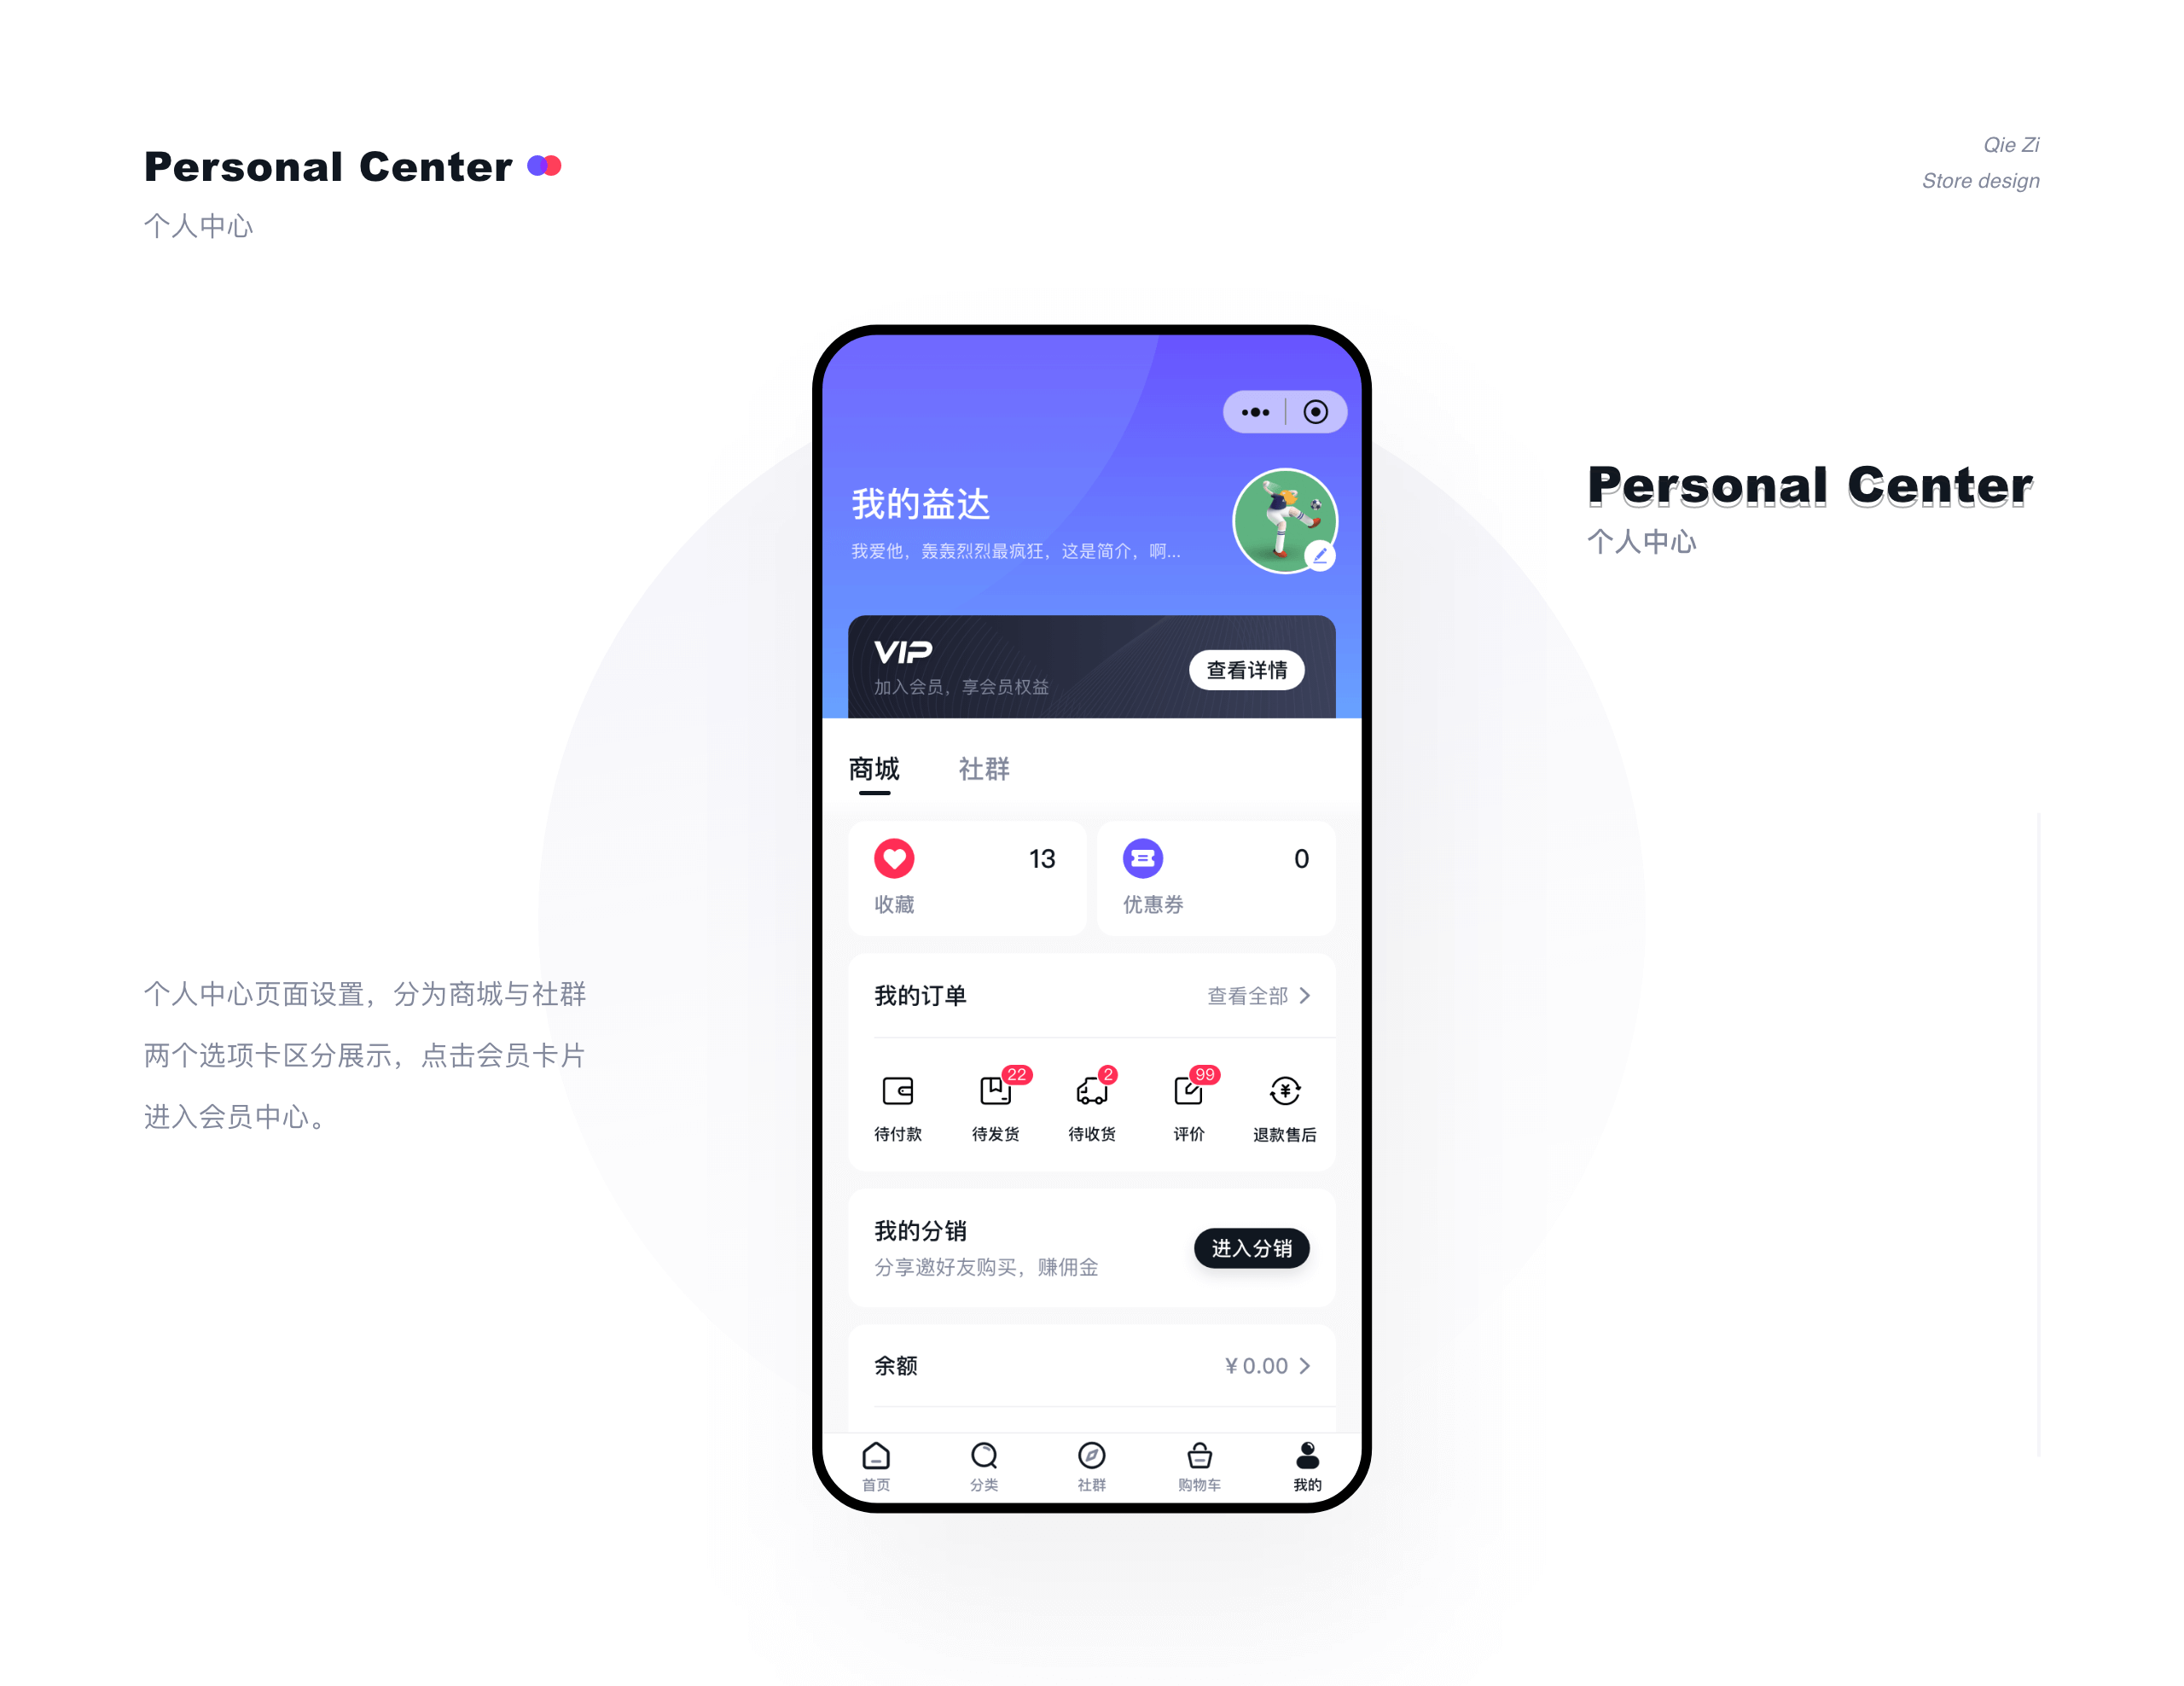 Personal Center
个人中心
Qie Zi
Store design
Personal Center
个人中心
个人中心页面设置，分为商城与社群
两个选项卡区分展示，点击会员卡片
进入会员中心。
我的益达
我爱他，轰轰烈烈最疯狂，这是简介，啊...
VIP
加入会员，享会员权益
查看详情
商城 社群
13 0
收藏 优惠券
我的订单 查看全部
22 2 99
待付款 待发货 待收货 评价 退款售后
我的分销
分享邀好友购买，赚佣金
进入分销
余额 ¥ 0.00
首页 分类 社群 购物车 我的